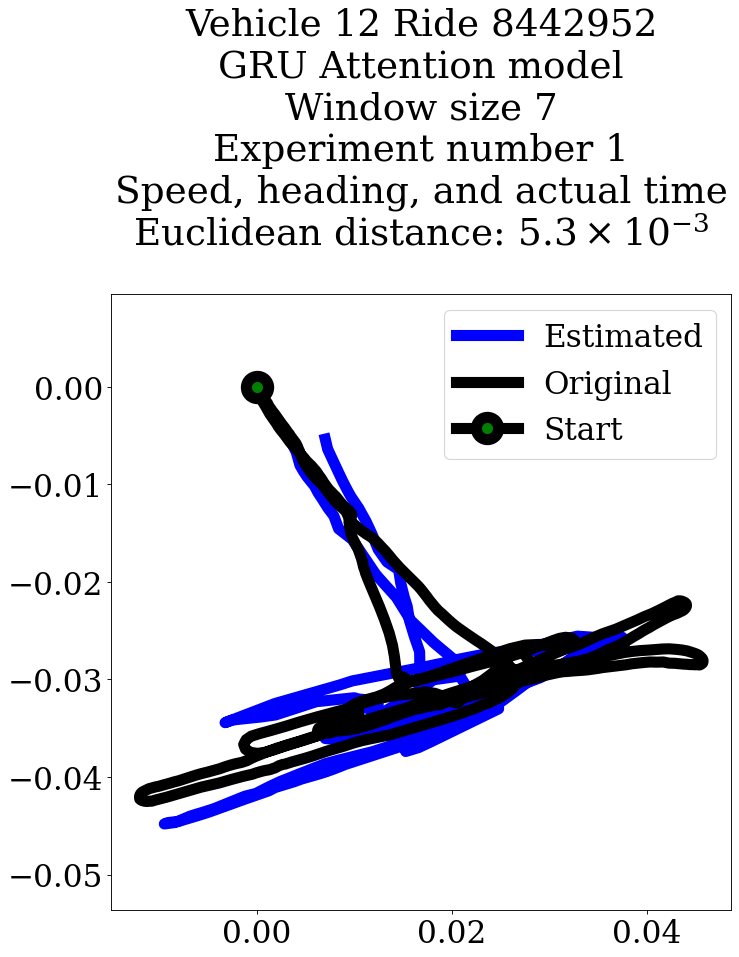 Vehicle 12 Ride 8442952
GRU Attention model
Window size 7
Experiment number 1
Speed, heading, and actual time
Euclidean distance: 5.3 × 10⁻³
Estimated
Original
Start
0.00
−0.01
−0.02
−0.03
−0.04
−0.05
0.00 0.02 0.04